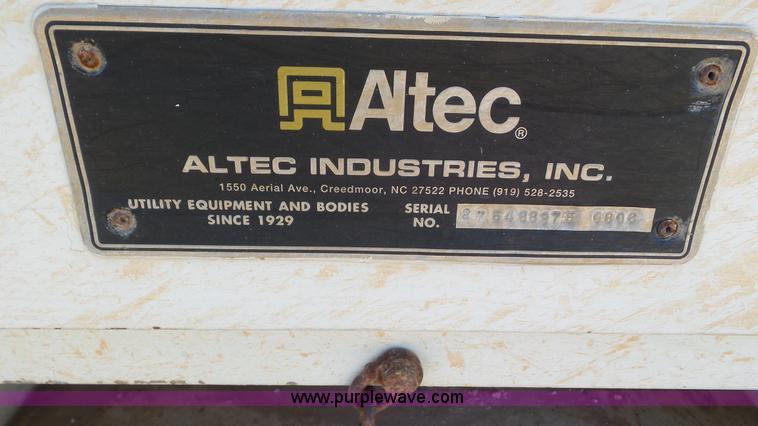 Altec®
ALTEC INDUSTRIES, INC.
1550 Aerial Ave., Creedmoor, NC 27522 PHONE (919) 528-2535
UTILITY EQUIPMENT AND BODIES
SINCE 1929
SERIAL
NO.
www.purplewave.com